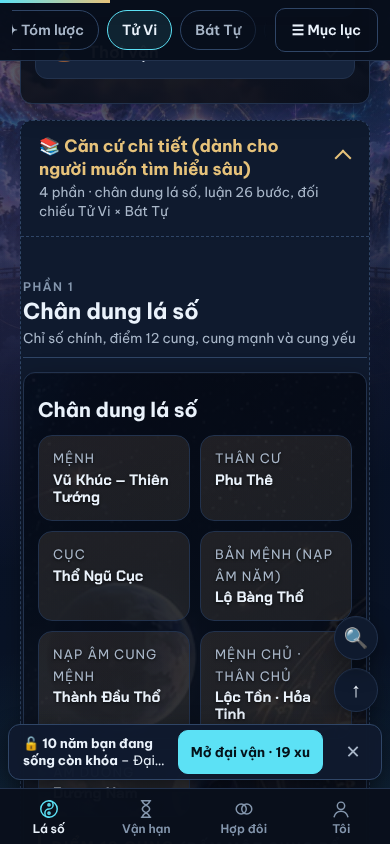 Tóm lược
Tử Vi
Bát Tự
☰ Mục lục
📚 Căn cứ chi tiết (dành cho
người muốn tìm hiểu sâu)
4 phần · chân dung lá số, luận 26 bước, đối
chiếu Tử Vi × Bát Tự
PHẦN 1
Chân dung lá số
Chỉ số chính, điểm 12 cung, cung mạnh và cung yếu
Chân dung lá số
MỆNH
Vũ Khúc — Thiên
Tướng
THÂN CƯ
Phu Thê
CỤC
Thổ Ngũ Cục
BẢN MỆNH (NẠP
ÂM NĂM)
Lộ Bàng Thổ
NẠP ÂM CUNG
MỆNH
Thành Đầu Thổ
MỆNH CHỦ ·
THÂN CHỦ
Lộc Tồn · Hỏa
Tinh
🔓 10 năm bạn đang
sống còn khóa – Đại...
Mở đại vận · 19 xu
✕
Lá số
Vận hạn
Hợp đôi
Tôi